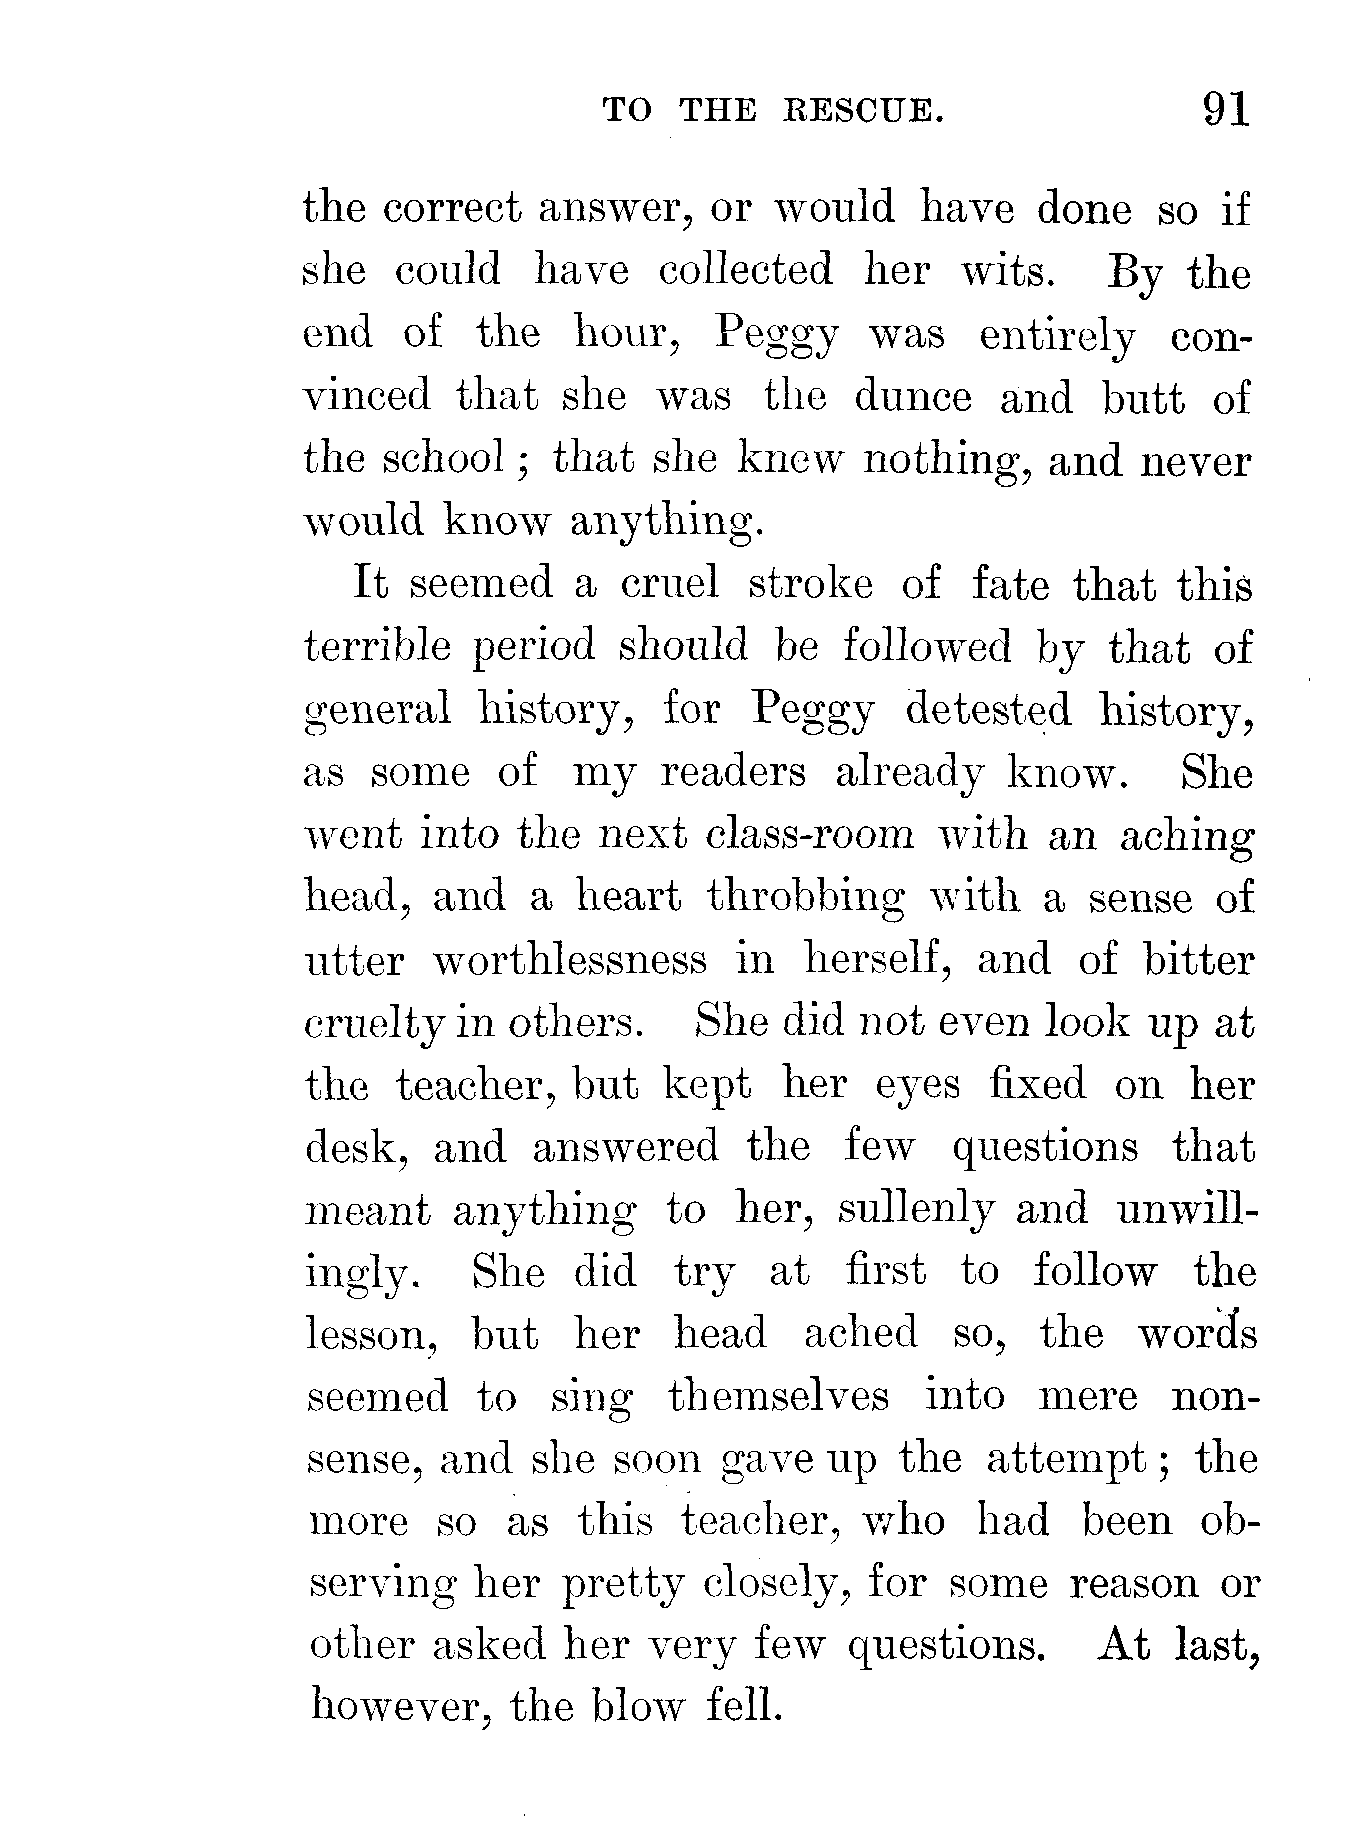 TO THE RESCUE. 91
the correct answer, or would have done so if
she could have collected her wits. By the
end of the hour, Peggy was entirely con-
vinced that she was the dunce and butt of
the school ; that she knew nothing, and never
would know anything.
It seemed a cruel stroke of fate that this
terrible period should be followed by that of
general history, for Peggy detested history,
as some of my readers already know. She
went into the next class-room with an aching
head, and a heart throbbing with a sense of
utter worthlessness in herself, and of bitter
cruelty in others. She did not even look up at
the teacher, but kept her eyes fixed on her
desk, and answered the few questions that
meant anything to her, sullenly and unwill-
ingly. She did try at first to follow the
lesson, but her head ached so, the words
seemed to sing themselves into mere non-
sense, and she soon gave up the attempt ; the
more so as this teacher, who had been ob-
serving her pretty closely, for some reason or
other asked her very few questions. At last,
however, the blow fell.